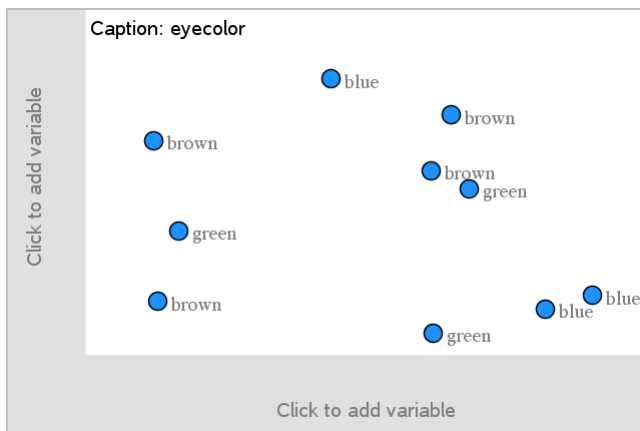 Caption: eyecolor
blue
brown
brown
brown
green
green
brown
blue
blue
green
Click to add variable
Click to add variable